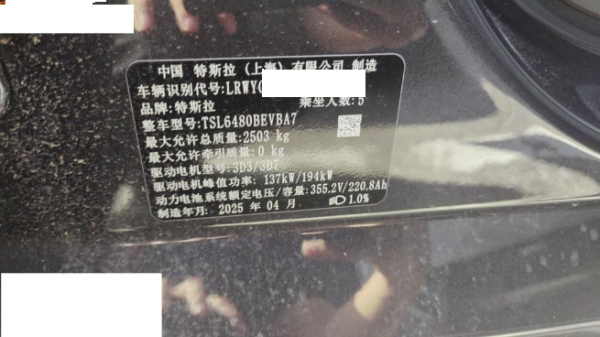 中国 特斯拉（上海）有限公司 制造
车辆识别代号:LRWYG
品牌:特斯拉 乘坐人数:5
整车型号:TSL6480BEVBA7
最大允许总质量:2503 kg
最大允许牵引质量:0 kg
驱动电机型号:3D3/3D7
驱动电机峰值功率: 137kW/194kW
动力电池系统额定电压/容量:355.2V/220.8Ah
制造年月: 2025 年 04 月 1.0%